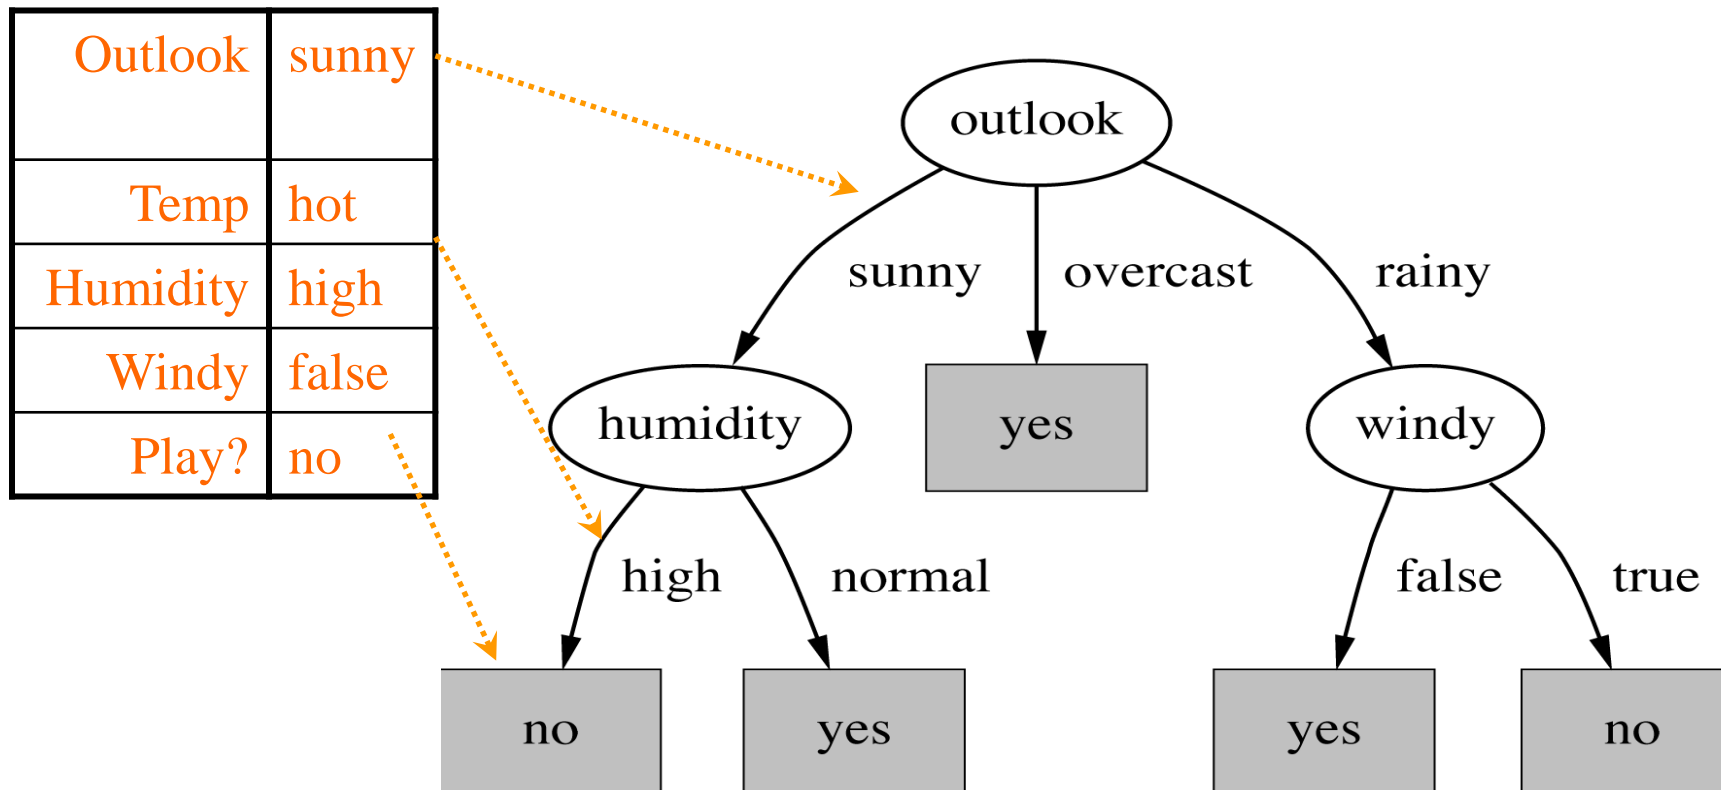 Outlook sunny
Temp hot
Humidity high
Windy false
Play? no
outlook
sunny overcast rainy
humidity yes windy
high normal false true
no yes yes no